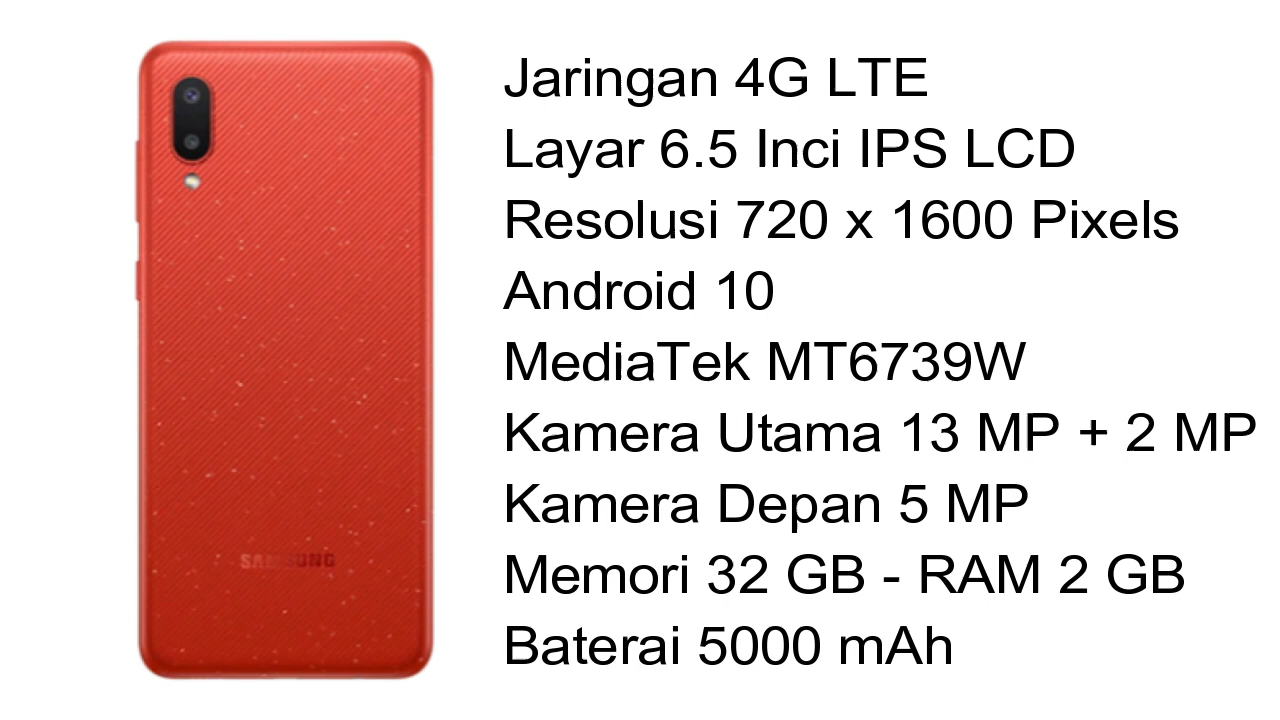 SAMSUNG
Jaringan 4G LTE
Layar 6.5 Inci IPS LCD
Resolusi 720 x 1600 Pixels
Android 10
MediaTek MT6739W
Kamera Utama 13 MP + 2 MP
Kamera Depan 5 MP
Memori 32 GB - RAM 2 GB
Baterai 5000 mAh